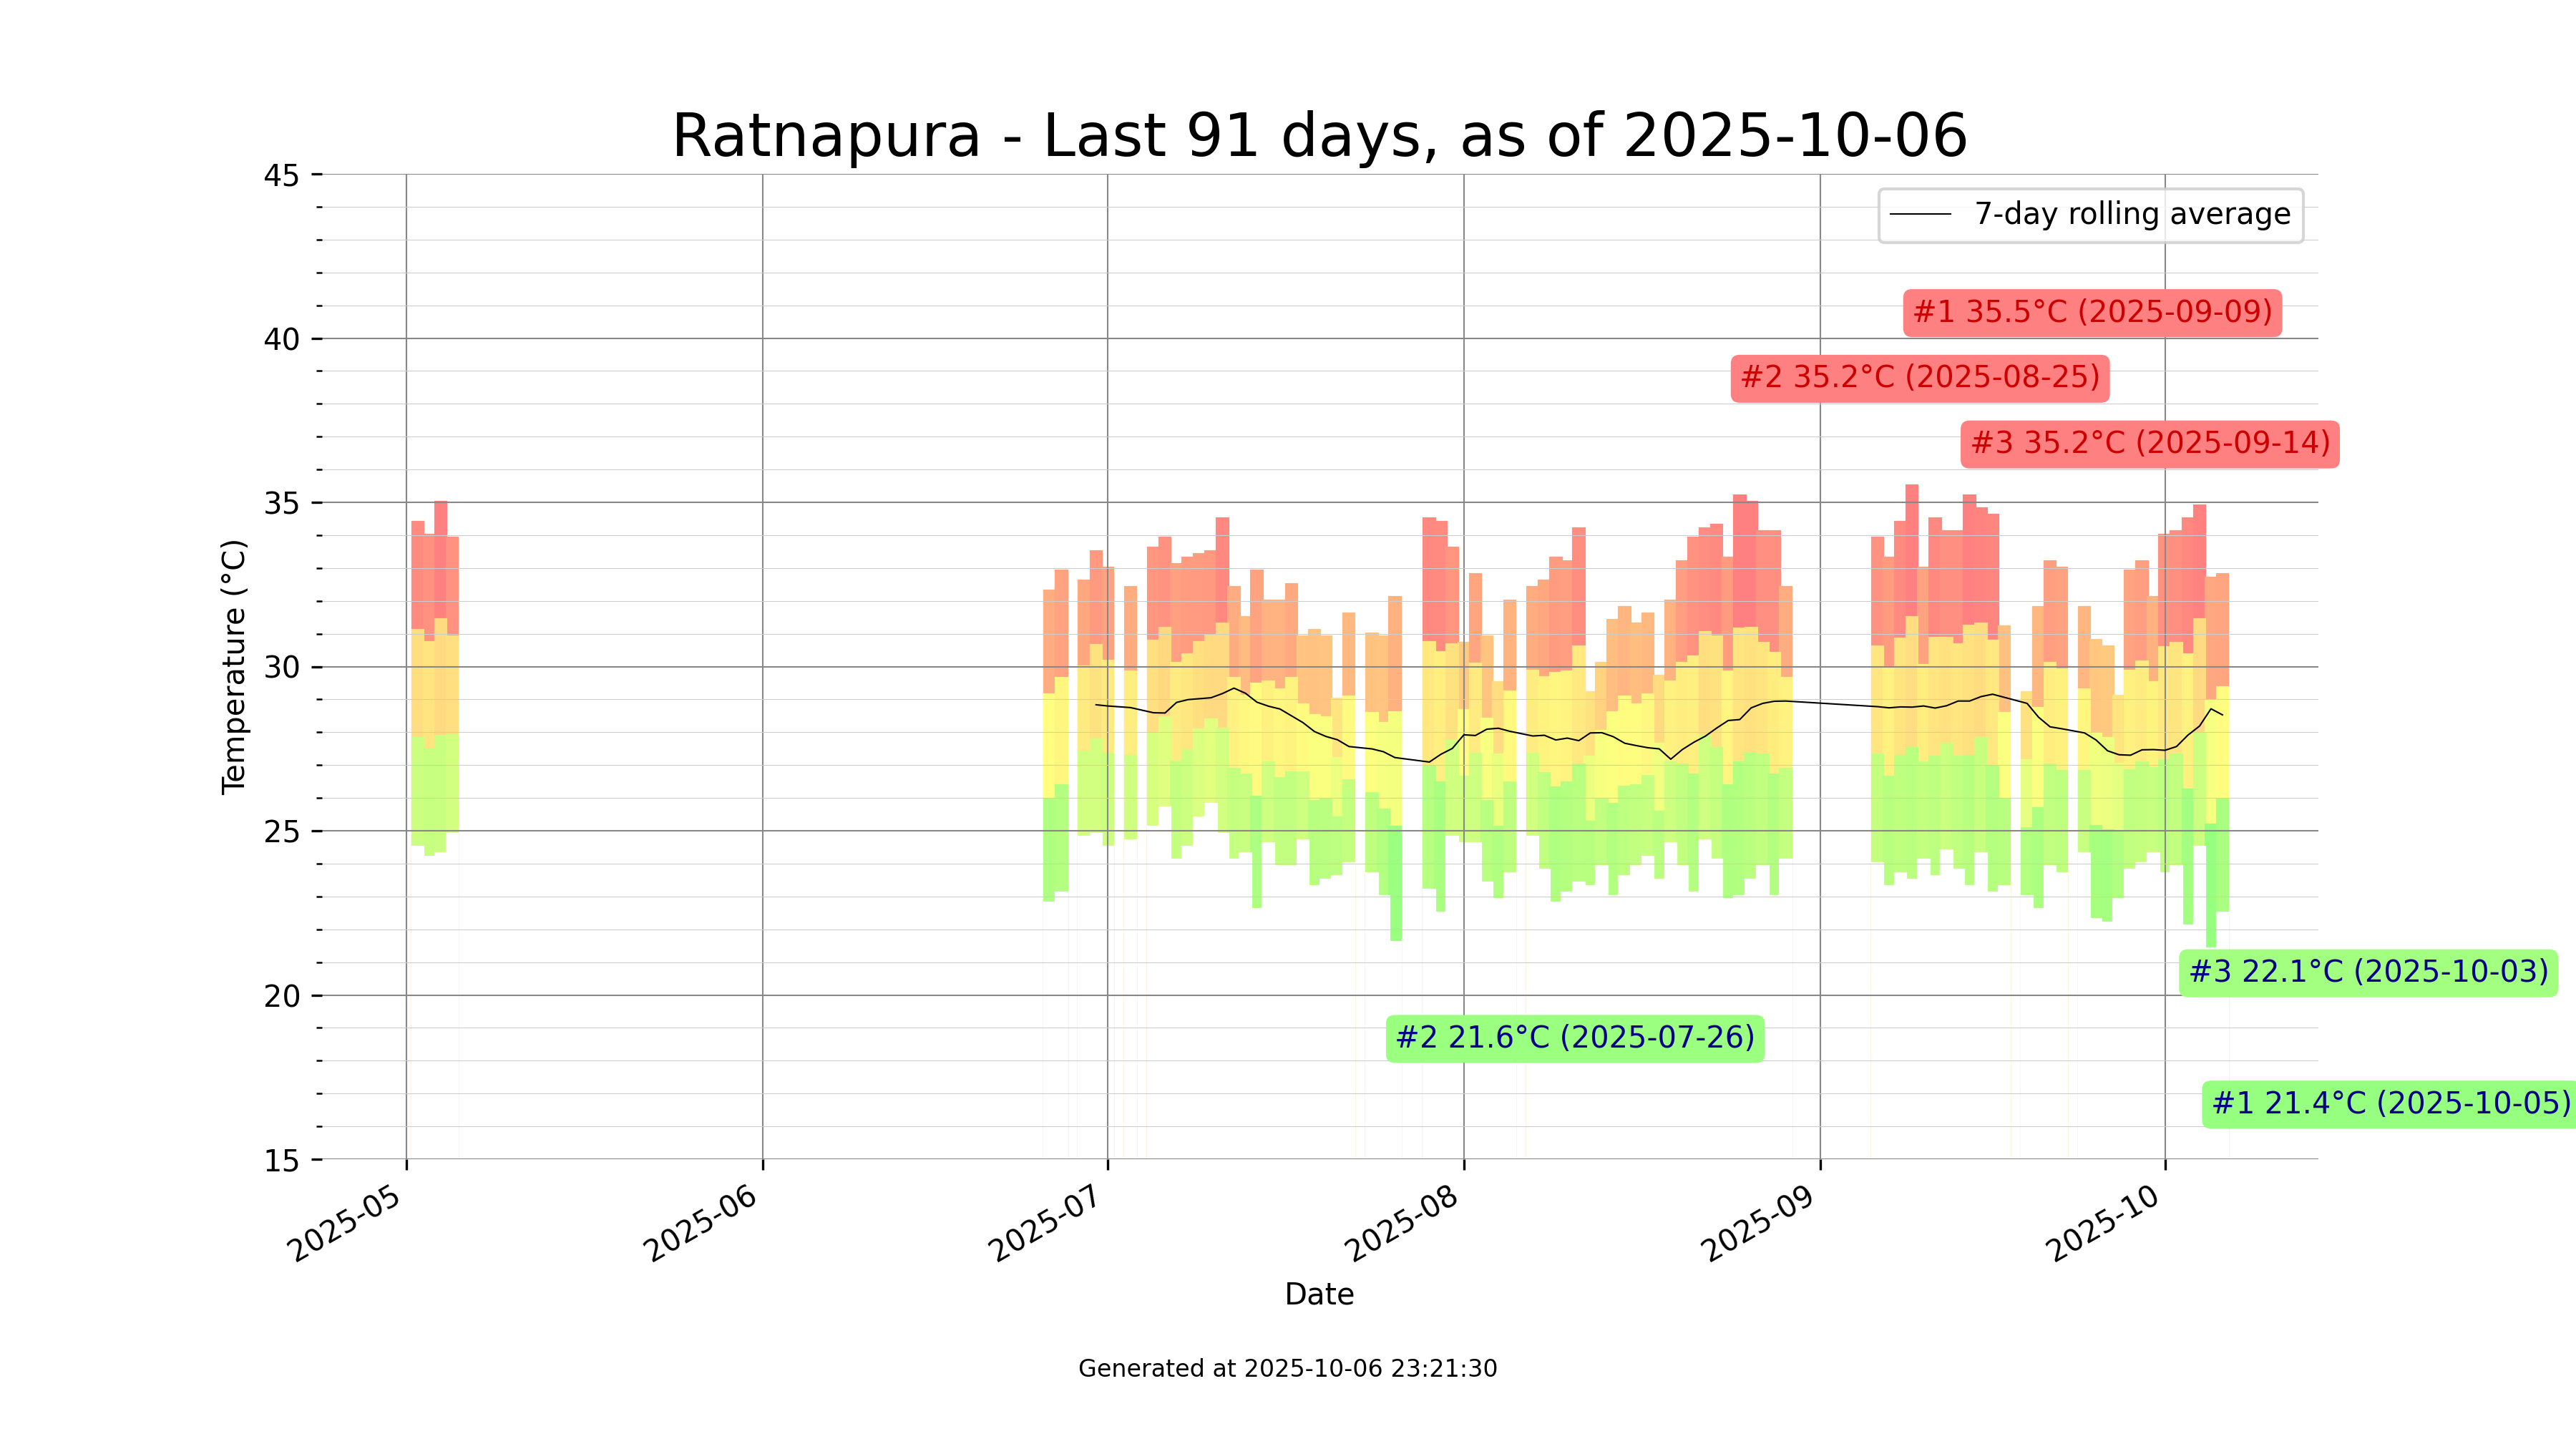 Ratnapura - Last 91 days, as of 2025-10-06
45
7-day rolling average
#1 35.5°C (2025-09-09)
40
#2 35.2°C (2025-08-25)
#3 35.2°C (2025-09-14)
35
Temperature (°C)
30
25
#3 22.1°C (2025-10-03)
20
#2 21.6°C (2025-07-26)
#1 21.4°C (2025-10-05)
15
2025-05
2025-06
2025-07
2025-08
2025-09
2025-10
Date
Generated at 2025-10-06 23:21:30